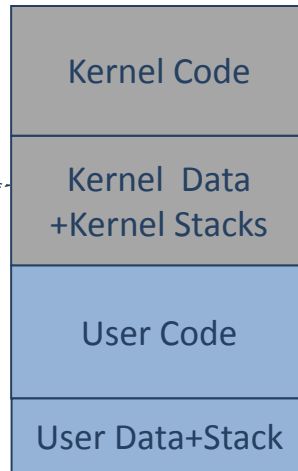 Kernel Code
Kernel Data
+Kernel Stacks
User Code
User Data+Stack